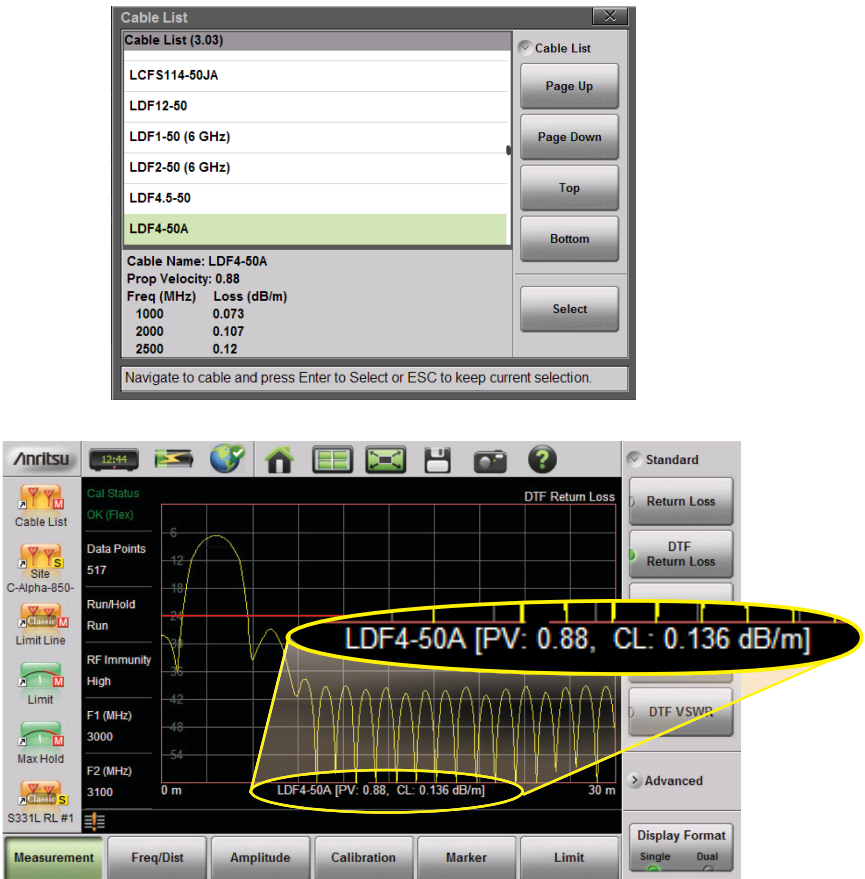 Cable List
Cable List (3.03)
LCFS114-50JA
LDF12-50
LDF1-50 (6 GHz)
LDF2-50 (6 GHz)
LDF4.5-50
LDF4-50A
Cable Name: LDF4-50A
Prop Velocity: 0.88
Freq (MHz) Loss (dB/m)
1000 0.073
2000 0.107
2500 0.12
Cable List
Page Up
Page Down
Top
Bottom
Select
Navigate to cable and press Enter to Select or ESC to keep current selection.
Anritsu
12:44
?
Cable List
M
Site
S
C-Alpha-850-
Classic M
Limit Line
M
Limit
M
Max Hold
Classic S
S331L RL #1
Cal Status
OK (Flex)
Data Points
517
Run/Hold
Run
RF Immunity
High
F1 (MHz)
3000
F2 (MHz)
3100
DTF Return Loss
-6
-12
-18
-24
-36
-42
-48
-54
0 m
LDF4-50A [PV: 0.88, CL: 0.136 dB/m]
30 m
LDF4-50A [PV: 0.88, CL: 0.136 dB/m]
Standard
Return Loss
DTF
Return Loss
DTF VSWR
Advanced
Display Format
Single Dual
Measurement
Freq/Dist
Amplitude
Calibration
Marker
Limit